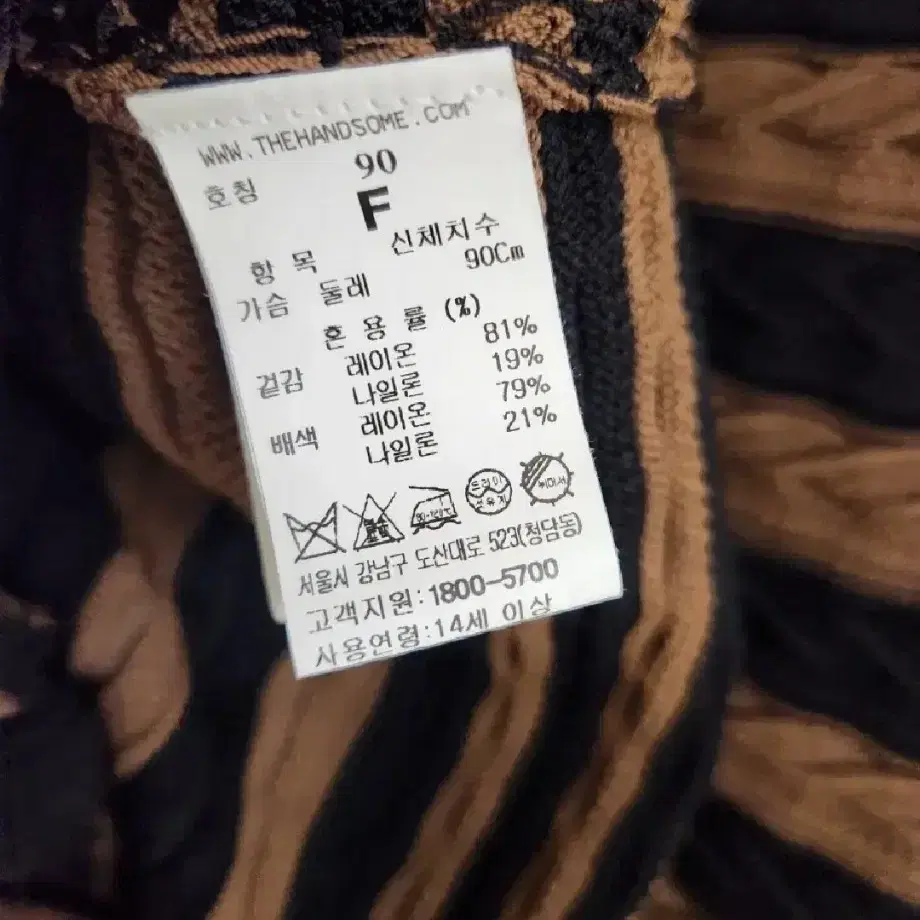 WWW.THEHANDSOME.COM
호칭 90
F
항 목 신체치수
가슴 둘레 90Cm
혼 용 률 (%)
겉감 레이온 81%
나일론 19%
배색 레이온 79%
나일론 21%
드라이
서울시 강남구 도산대로 523(청담동)
고객지원:1800-5700
사용연령:14세 이상